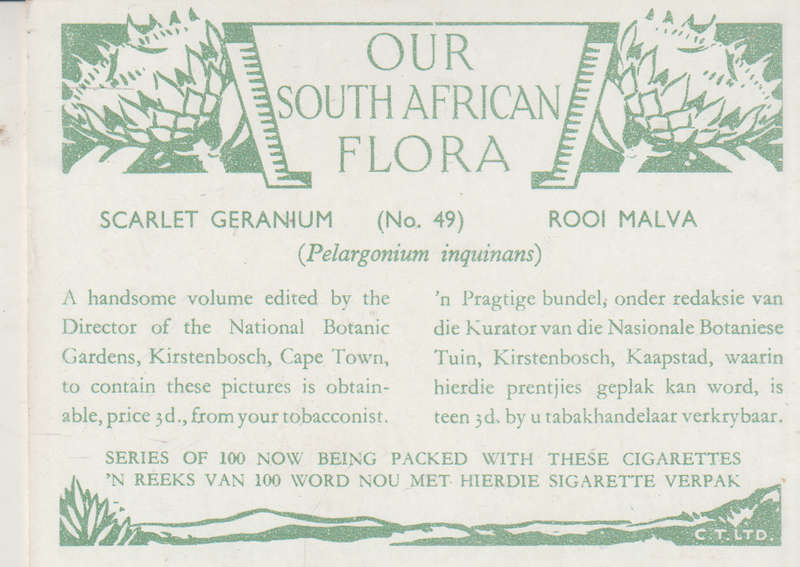 OUR
SOUTH AFRICAN
FLORA
SCARLET GERANIUM (No. 49) ROOI MALVA
(Pelargonium inquinans)
A handsome volume edited by the
Director of the National Botanic
Gardens, Kirstenbosch, Cape Town,
to contain these pictures is obtain-
able, price 3d., from your tobacconist.
'n Pragtige bundel, onder redaksie van
die Kurator van die Nasionale Botaniese
Tuin, Kirstenbosch, Kaapstad, waarin
hierdie prentjies geplak kan word, is
teen 3d. by u tabakhandelaar verkrybaar.
SERIES OF 100 NOW BEING PACKED WITH THESE CIGARETTES
'N REEKS VAN 100 WORD NOU MET HIERDIE SIGARETTE VERPAK
C.T. LTD.